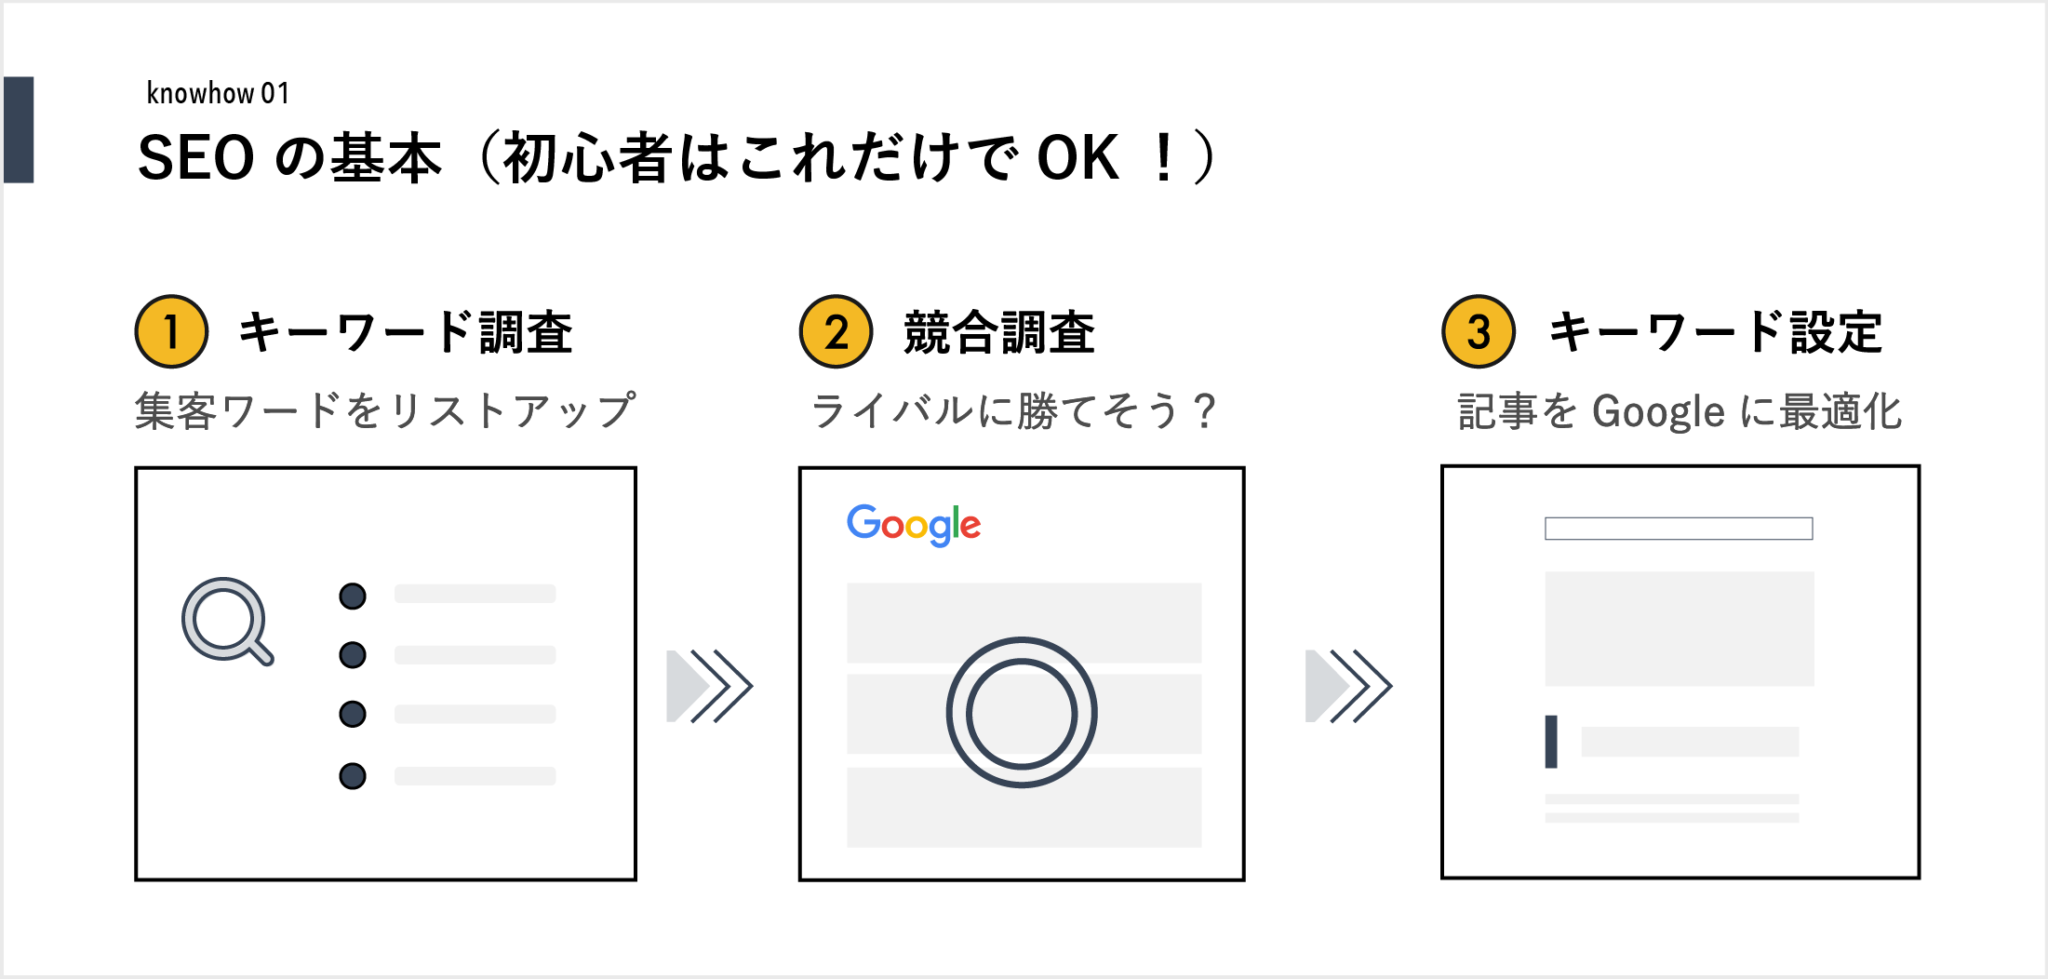 knowhow 01
SEO の基本（初心者はこれだけで OK ！）
1 キーワード調査
集客ワードをリストアップ
2 競合調査
ライバルに勝てそう？
Google
3 キーワード設定
記事を Google に最適化